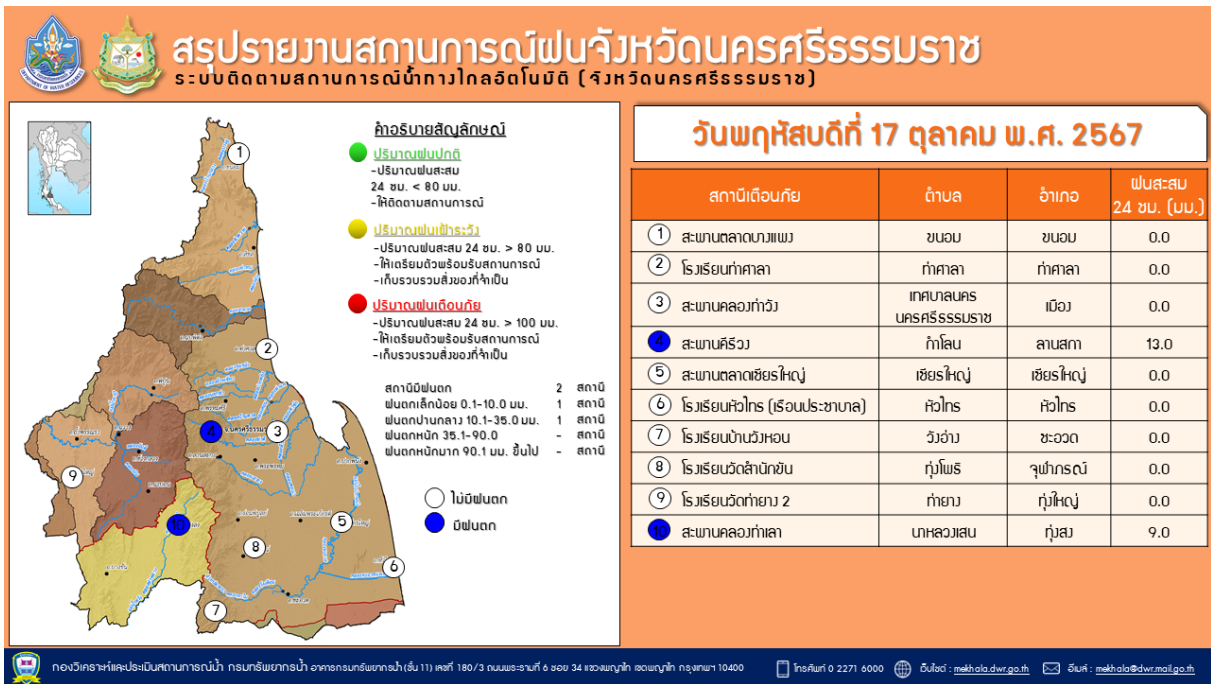 สรุปรายงานสถานการณ์ฝนจังหวัดนครศรีธรรมราช
ระบบติดตามสถานการณ์น้ำทางไกลอัตโนมัติ (จังหวัดนครศรีธรรมราช)
คำอธิบายสัญลักษณ์
ปริมาณฝนปกติ
-ปริมาณฝนสะสม
24 ชม. < 80 มม.
-ให้ติดตามสถานการณ์
ปริมาณฝนเฝ้าระวัง
-ปริมาณฝนสะสม 24 ชม. > 80 มม.
-ให้เตรียมตัวพร้อมรับสถานการณ์
-เก็บรวบรวมสิ่งของที่จำเป็น
ปริมาณฝนเตือนภัย
-ปริมาณฝนสะสม 24 ชม. > 100 มม.
-ให้เตรียมตัวพร้อมรับสถานการณ์
-เก็บรวบรวมสิ่งของที่จำเป็น
สถานีมีฝนตก 2 สถานี
ฝนตกเล็กน้อย 0.1-10.0 มม. 1 สถานี
ฝนตกปานกลาง 10.1-35.0 มม. 1 สถานี
ฝนตกหนัก 35.1-90.0 - สถานี
ฝนตกหนักมาก 90.1 มม. ขึ้นไป - สถานี
ไม่มีฝนตก
มีฝนตก
1
2
4
3
9
10
5
8
6
7
วันพฤหัสบดีที่ 17 ตุลาคม พ.ศ. 2567
สถานีเตือนภัย ตำบล อำเภอ ฝนสะสม
24 ชม. (มม.)
1 สะพานตลาดบางแพง ขนอม ขนอม 0.0
2 โรงเรียนท่าศาลา ท่าศาลา ท่าศาลา 0.0
3 สะพานคลองท่าวัง เทศบาลนคร
นครศรีธรรมราช เมือง 0.0
4 สะพานคีรีวง กำโลน ลานสกา 13.0
5 สะพานตลาดเชียรใหญ่ เชียรใหญ่ เชียรใหญ่ 0.0
6 โรงเรียนหัวไทร (เรือนประชาบาล) หัวไทร หัวไทร 0.0
7 โรงเรียนบ้านวังหอน วังอ่าง ชะอวด 0.0
8 โรงเรียนวัดสำนักขัน ทุ่งโพธิ จุฬาภรณ์ 0.0
9 โรงเรียนวัดท่ายาง 2 ท่ายาง ทุ่งใหญ่ 0.0
10 สะพานคลองท่าเลา นาหลวงเสน ทุ่งสง 9.0
กองวิเคราะห์และประเมินสถานการณ์น้ำ กรมทรัพยากรน้ำ อาคารกรมทรัพยากรน้ำ (ชั้น 11) เลขที่ 180/3 ถนนพระรามที่ 6 ซอย 34 แขวงพญาไท เขตพญาไท กรุงเทพฯ 10400 โทรศัพท์ 0 2271 6000 เว็บไซต์ : mekhala.dwr.go.th อีเมล์ : mekhala@dwr.mail.go.th